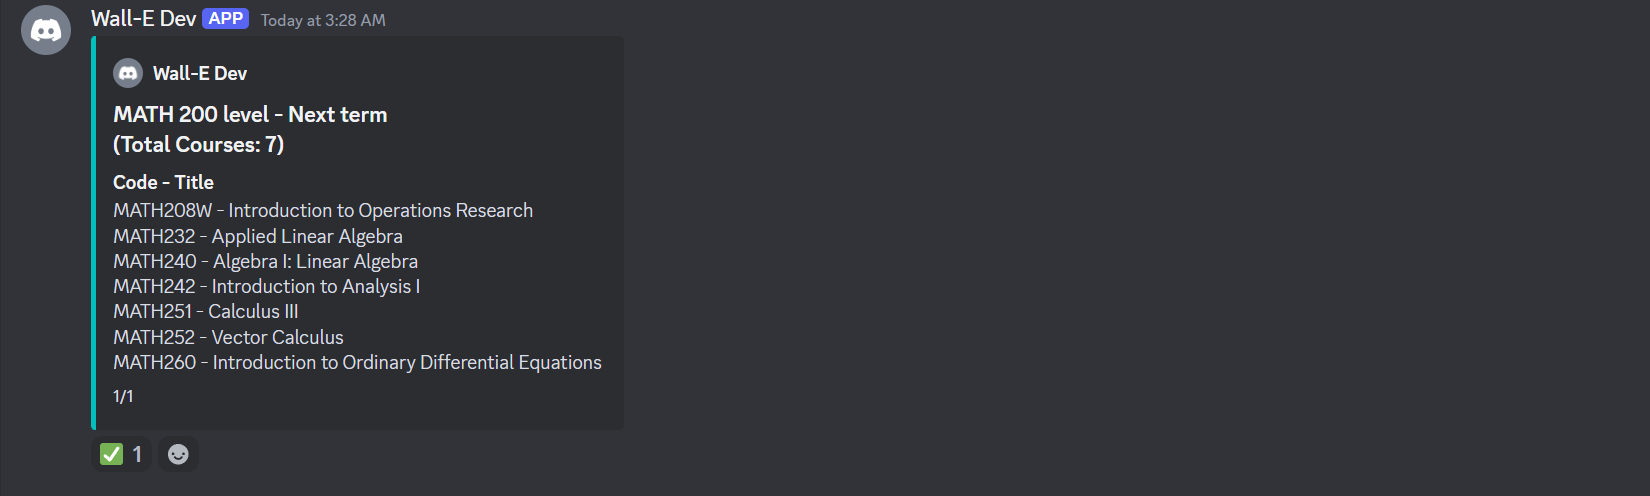 Wall-E Dev APP Today at 3:28 AM
Wall-E Dev
MATH 200 level - Next term
(Total Courses: 7)
Code - Title
MATH208W - Introduction to Operations Research
MATH232 - Applied Linear Algebra
MATH240 - Algebra I: Linear Algebra
MATH242 - Introduction to Analysis I
MATH251 - Calculus III
MATH252 - Vector Calculus
MATH260 - Introduction to Ordinary Differential Equations
1/1
1